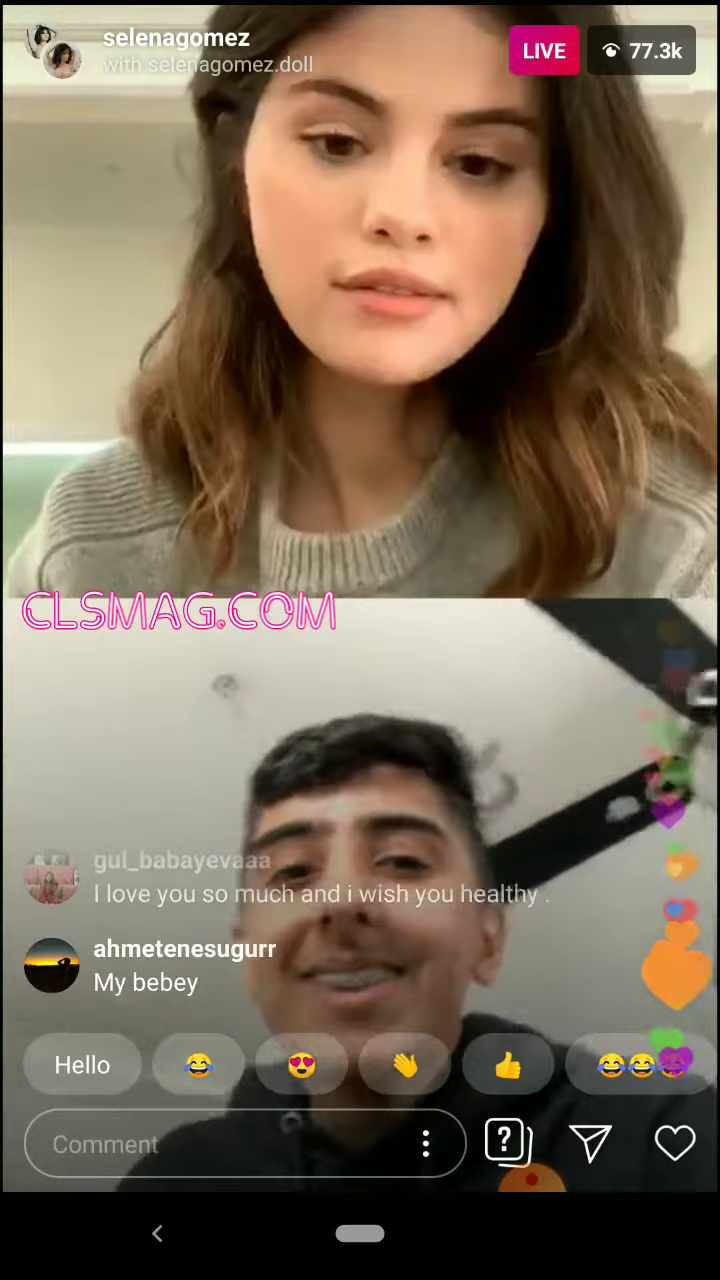 selenagomez
with selenagomez.doll
LIVE
77.3k
CLSMAG.COM
gul_babayevaaa
I love you so much and i wish you healthy .
ahmetenesugurr
My bebey
Hello
Comment
?